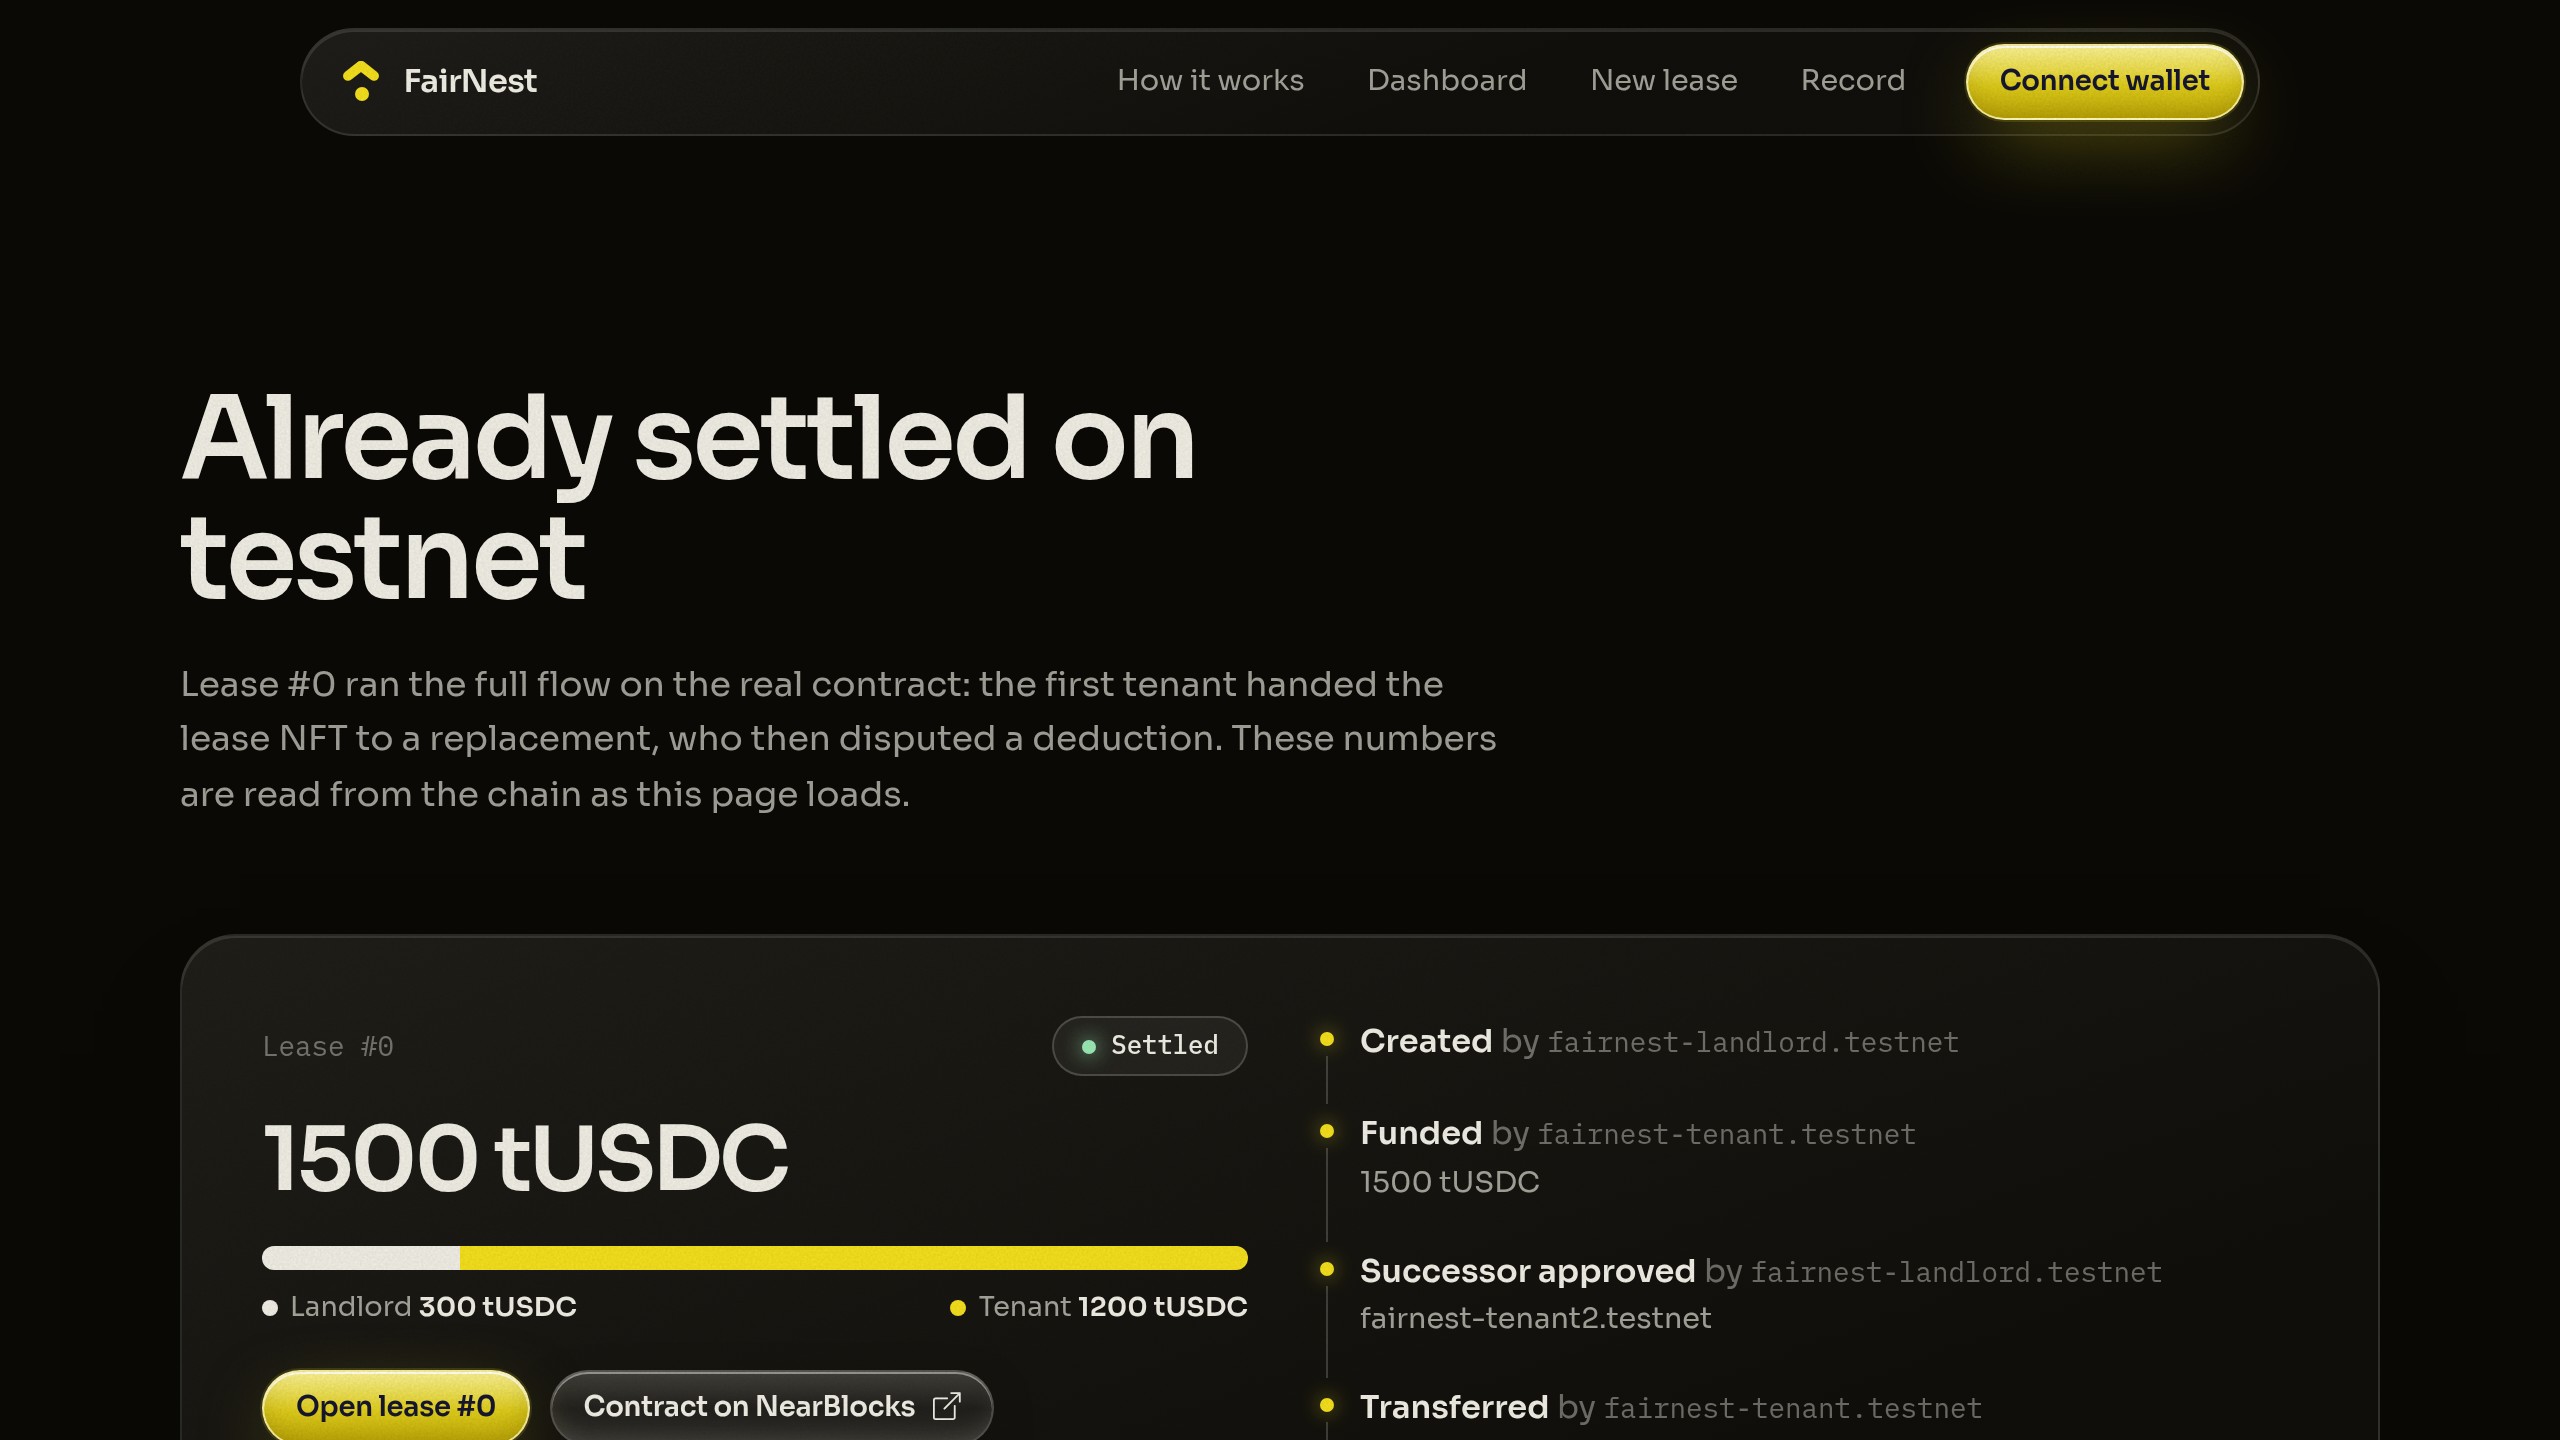 FairNest
How it works
Dashboard
New lease
Record
Connect wallet
Already settled on
testnet
Lease #0 ran the full flow on the real contract: the first tenant handed the
lease NFT to a replacement, who then disputed a deduction. These numbers
are read from the chain as this page loads.
Lease #0
Settled
1500 tUSDC
Landlord 300 tUSDC
Tenant 1200 tUSDC
Open lease #0
Contract on NearBlocks
Created by fairnest-landlord.testnet
Funded by fairnest-tenant.testnet
1500 tUSDC
Successor approved by fairnest-landlord.testnet
fairnest-tenant2.testnet
Transferred by fairnest-tenant.testnet